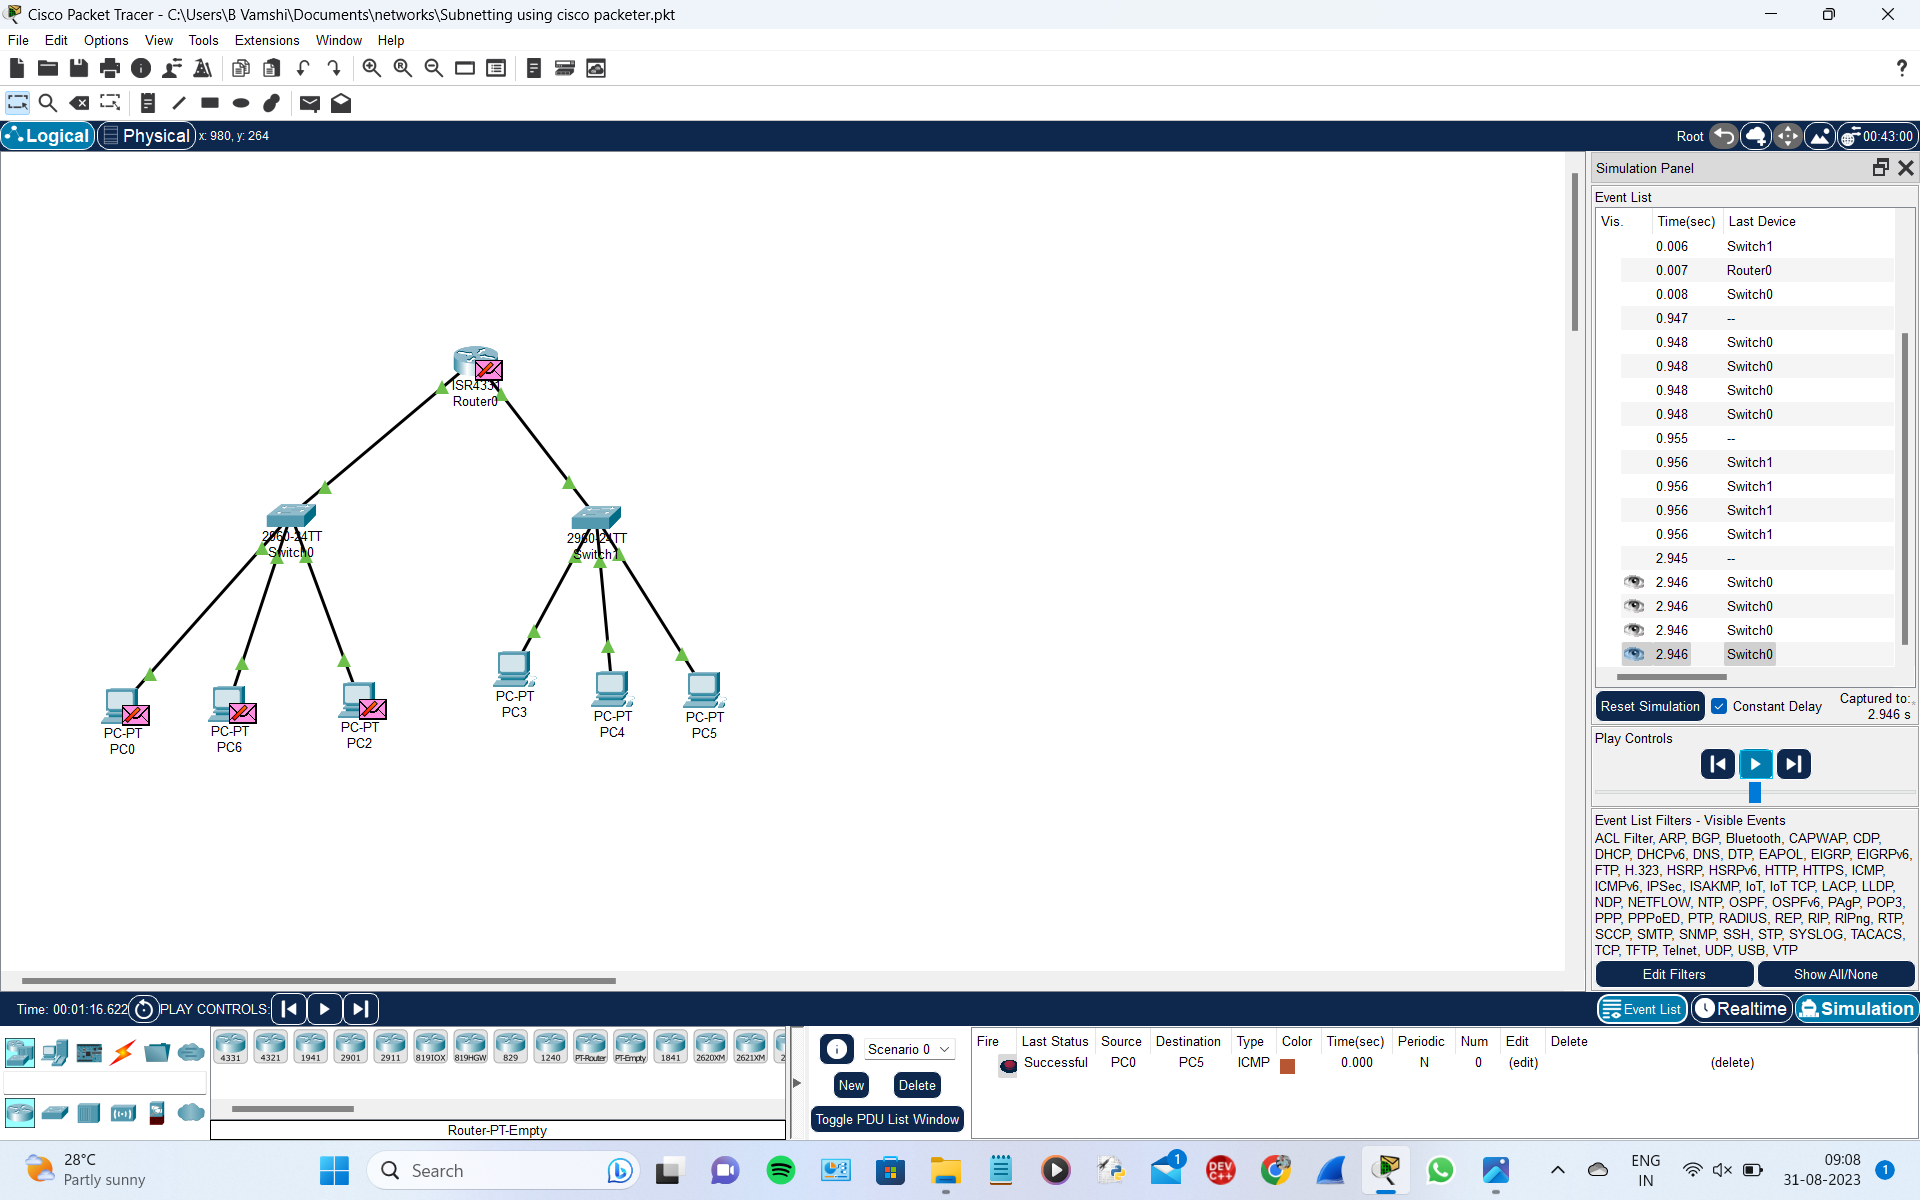 Cisco Packet Tracer - C:\Users\B Vamshi\Documents\networks\Subnetting using cisco packeter.pkt
File Edit Options View Tools Extensions Window Help
Logical Physical x: 980, y: 264
Root 00:43:00
ISR4331
Router0
2960-24TT
Switch0
2960-24TT
Switch1
PC-PT
PC0
PC-PT
PC6
PC-PT
PC2
PC-PT
PC3
PC-PT
PC4
PC-PT
PC5
Simulation Panel
Event List
Vis. Time(sec) Last Device
0.006 Switch1
0.007 Router0
0.008 Switch0
0.947 --
0.948 Switch0
0.948 Switch0
0.948 Switch0
0.948 Switch0
0.955 --
0.956 Switch1
0.956 Switch1
0.956 Switch1
0.956 Switch1
2.945 --
2.946 Switch0
2.946 Switch0
2.946 Switch0
2.946 Switch0
Reset Simulation Constant Delay Captured to:
2.946 s
Play Controls
Event List Filters - Visible Events
ACL Filter, ARP, BGP, Bluetooth, CAPWAP, CDP,
DHCP, DHCPv6, DNS, DTP, EAPOL, EIGRP, EIGRPv6,
FTP, H.323, HSRP, HSRPv6, HTTP, HTTPS, ICMP,
ICMPv6, IPSec, ISAKMP, IoT, IoT TCP, LACP, LLDP,
NDP, NETFLOW, NTP, OSPF, OSPFv6, PAgP, POP3,
PPP, PPPoED, PTP, RADIUS, REP, RIP, RIPng, RTP,
SCCP, SMTP, SNMP, SSH, STP, SYSLOG, TACACS,
TCP, TFTP, Telnet, UDP, USB, VTP
Edit Filters Show All/None
Time: 00:01:16.622 PLAY CONTROLS:
Event List Realtime Simulation
4331 4321 1941 2901 2911 819IOX 819HGW 829 1240 PT-Router PT-Empty 1841 2620XM 2621XM 2
Router-PT-Empty
Scenario 0
New Delete
Toggle PDU List Window
Fire Last Status Source Destination Type Color Time(sec) Periodic Num Edit Delete
Successful PC0 PC5 ICMP 0.000 N 0 (edit) (delete)
28°C
Partly sunny
Search
1
DEV
C++
ENG
IN
09:08
31-08-2023
1